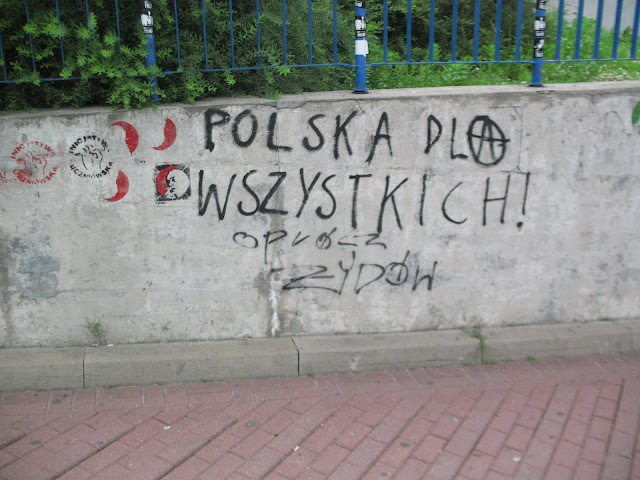 POLSKA DLA
WSZYSTKICH!
OPRÓCZ
ŻYDÓW